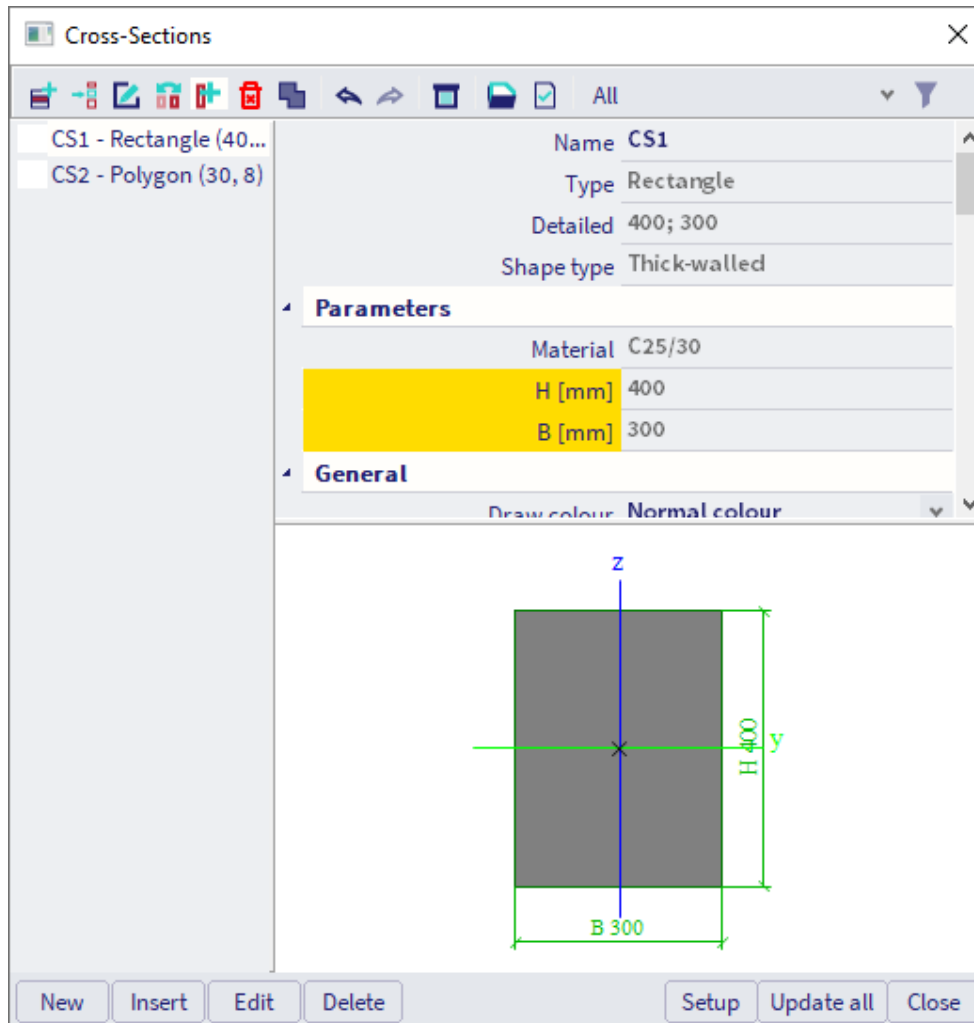 Cross-Sections
All
CS1 - Rectangle (40...
CS2 - Polygon (30, 8)
Name CS1
Type Rectangle
Detailed 400; 300
Shape type Thick-walled
Parameters
Material C25/30
H [mm] 400
B [mm] 300
General
Draw colour Normal colour
z
y
H 400
B 300
New Insert Edit Delete Setup Update all Close